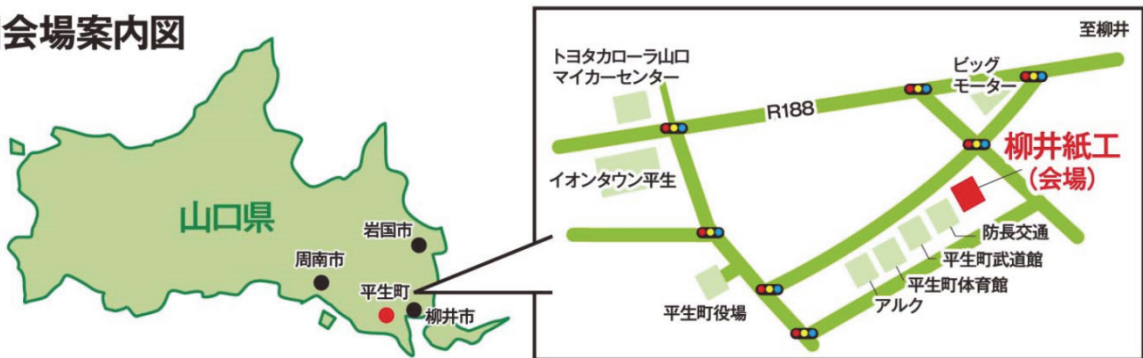 会場案内図
山口県
岩国市
周南市
平生町
柳井市
至柳井
トヨタカローラ山口
マイカーセンター
ビッグ
モーター
R188
柳井紙工
（会場）
イオンタウン平生
防長交通
平生町武道館
平生町体育館
アルク
平生町役場